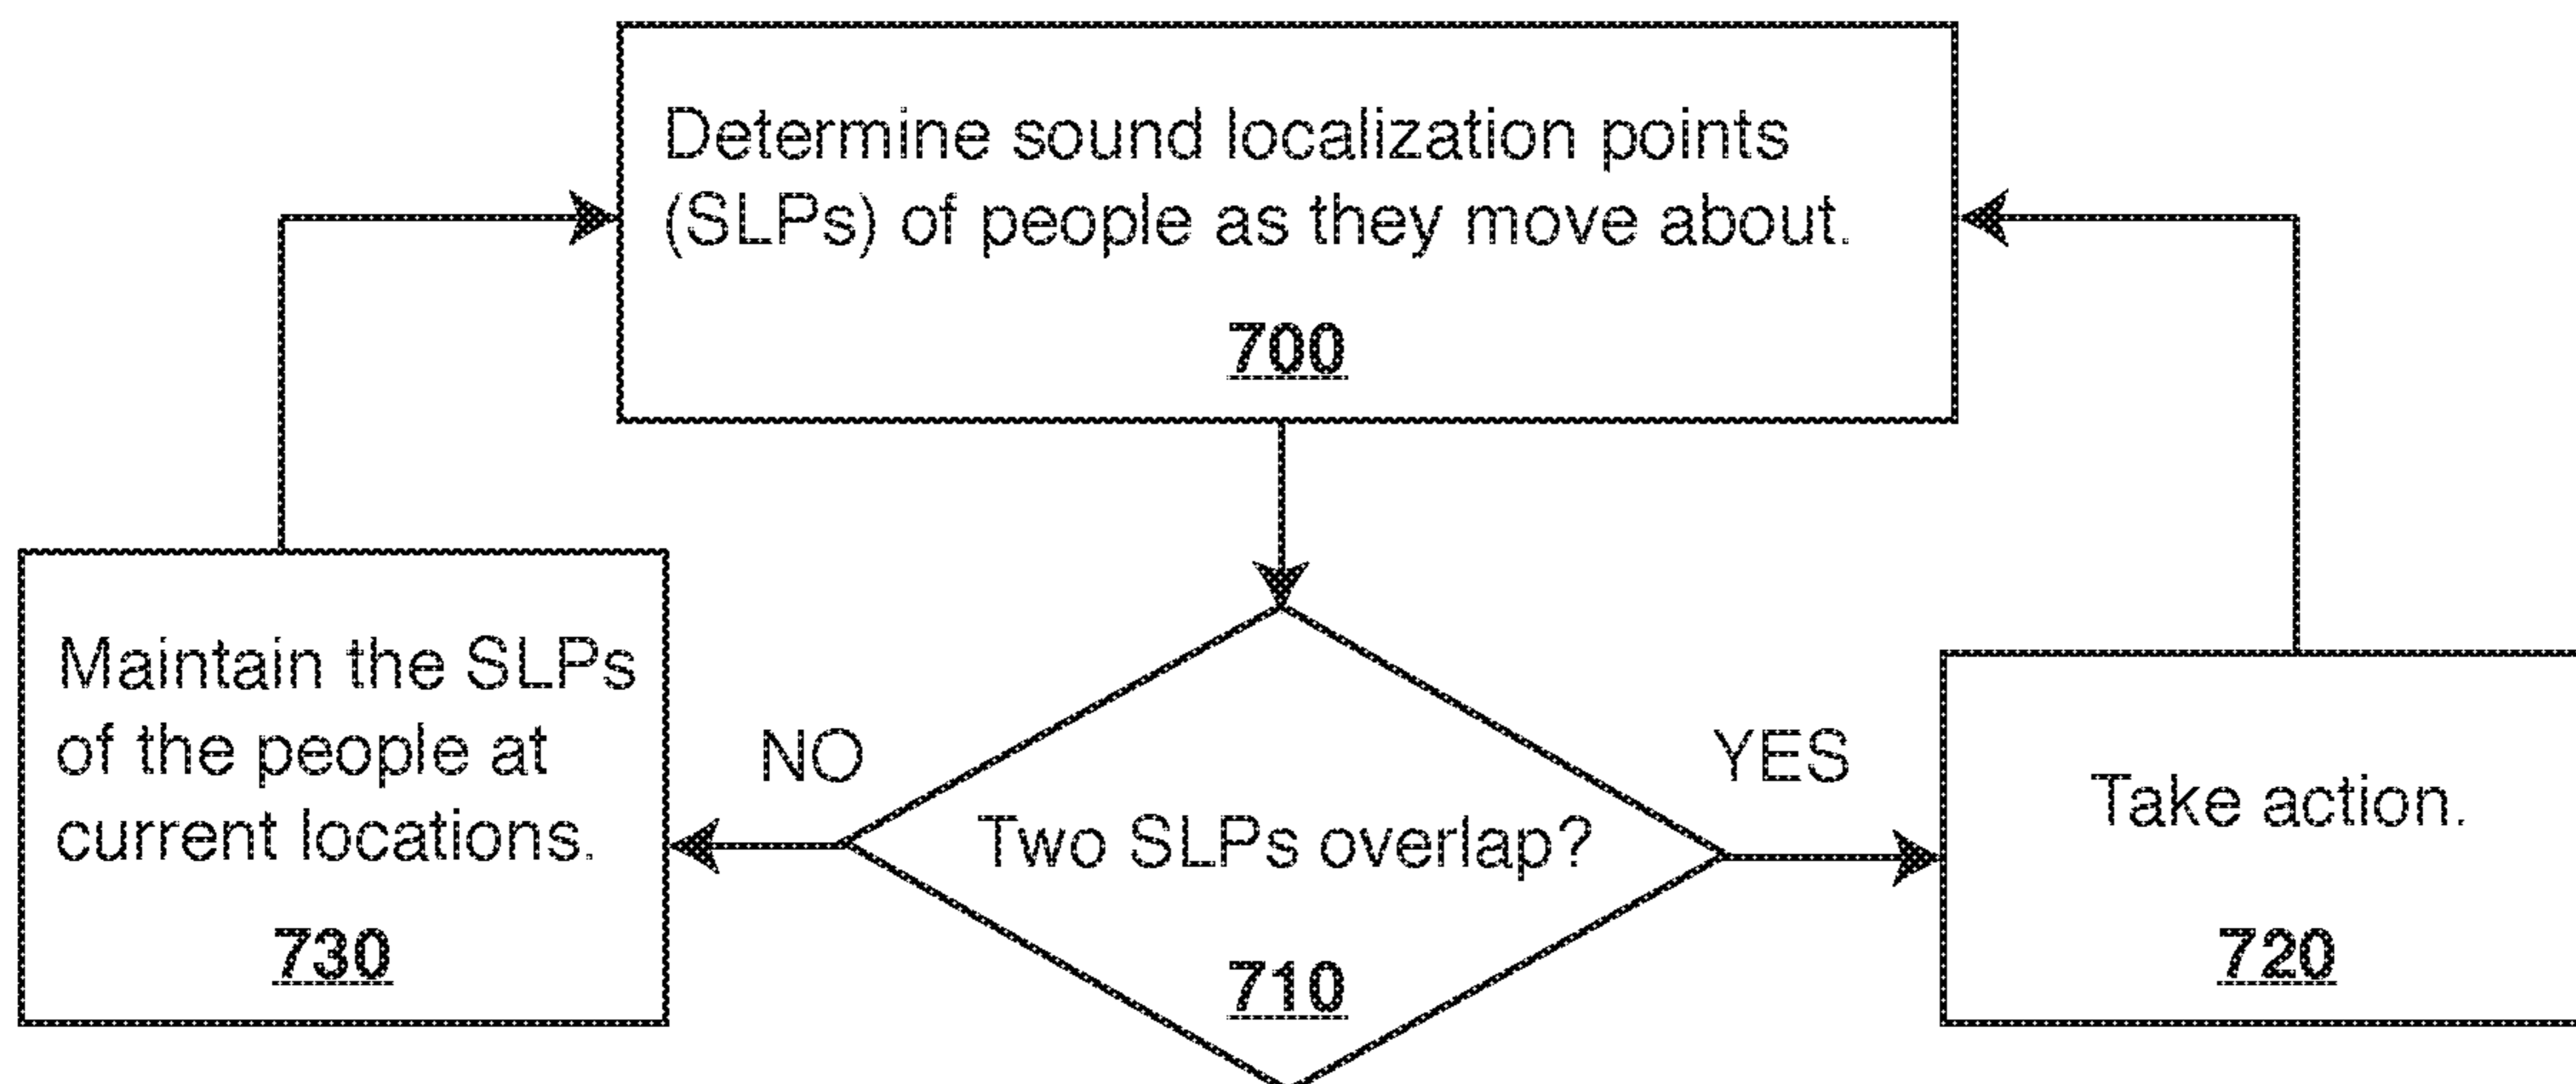 Determine sound localization points
(SLPs) of people as they move about.
700
Maintain the SLPs
of the people at
current locations.
730
NO
Two SLPs overlap?
710
YES
Take action.
720